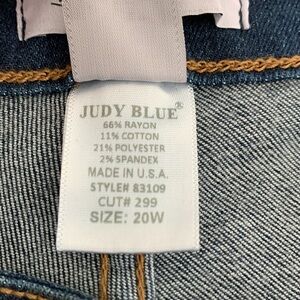 JUDY BLUE®
66% RAYON
11% COTTON
21% POLYESTER
2% SPANDEX
MADE IN U.S.A.
STYLE# 83109
CUT# 299
SIZE: 20W